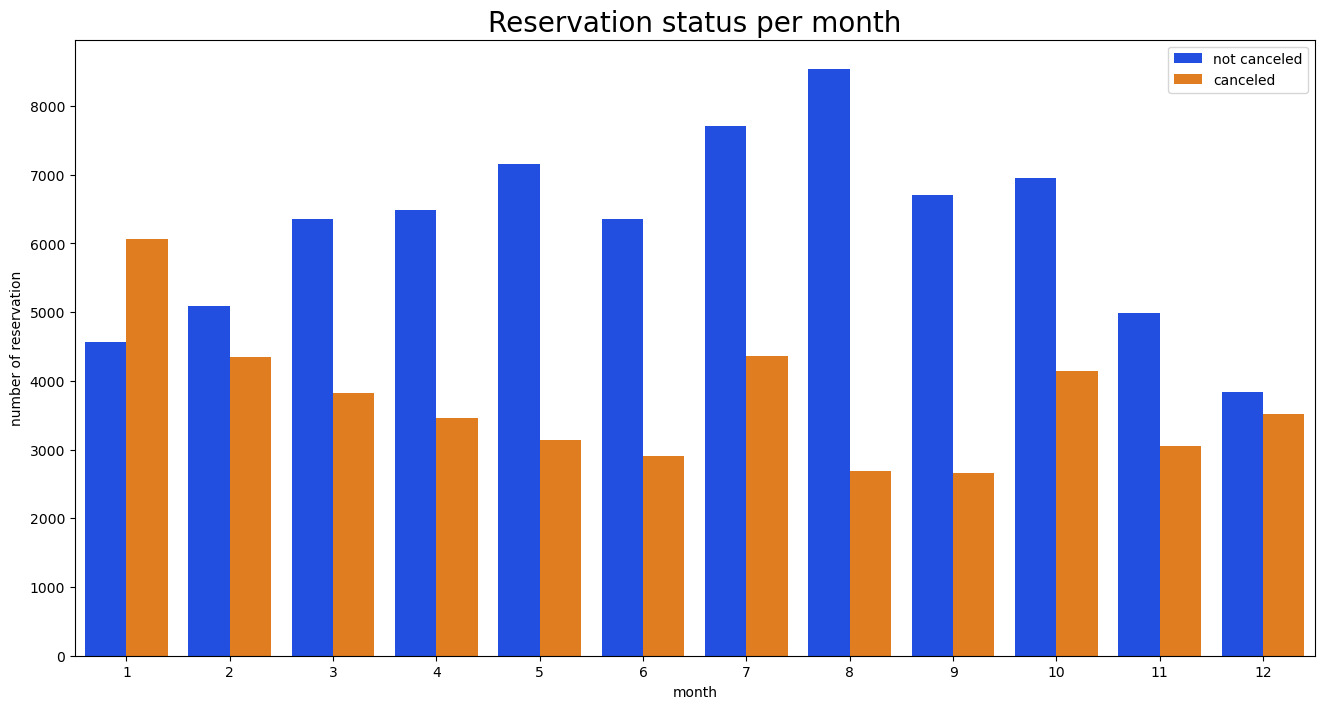 Reservation status per month
not canceled
canceled
number of reservation
8000
7000
6000
5000
4000
3000
2000
1000
0
1 2 3 4 5 6 7 8 9 10 11 12
month